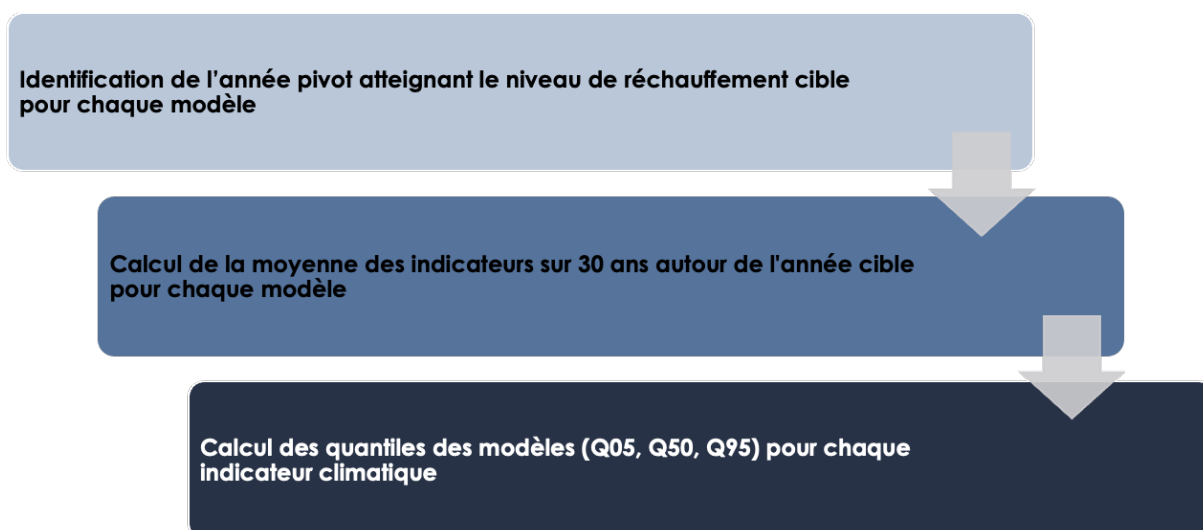 Identification de l'année pivot atteignant le niveau de réchauffement cible
pour chaque modèle
Calcul de la moyenne des indicateurs sur 30 ans autour de l'année cible
pour chaque modèle
Calcul des quantiles des modèles (Q05, Q50, Q95) pour chaque
indicateur climatique